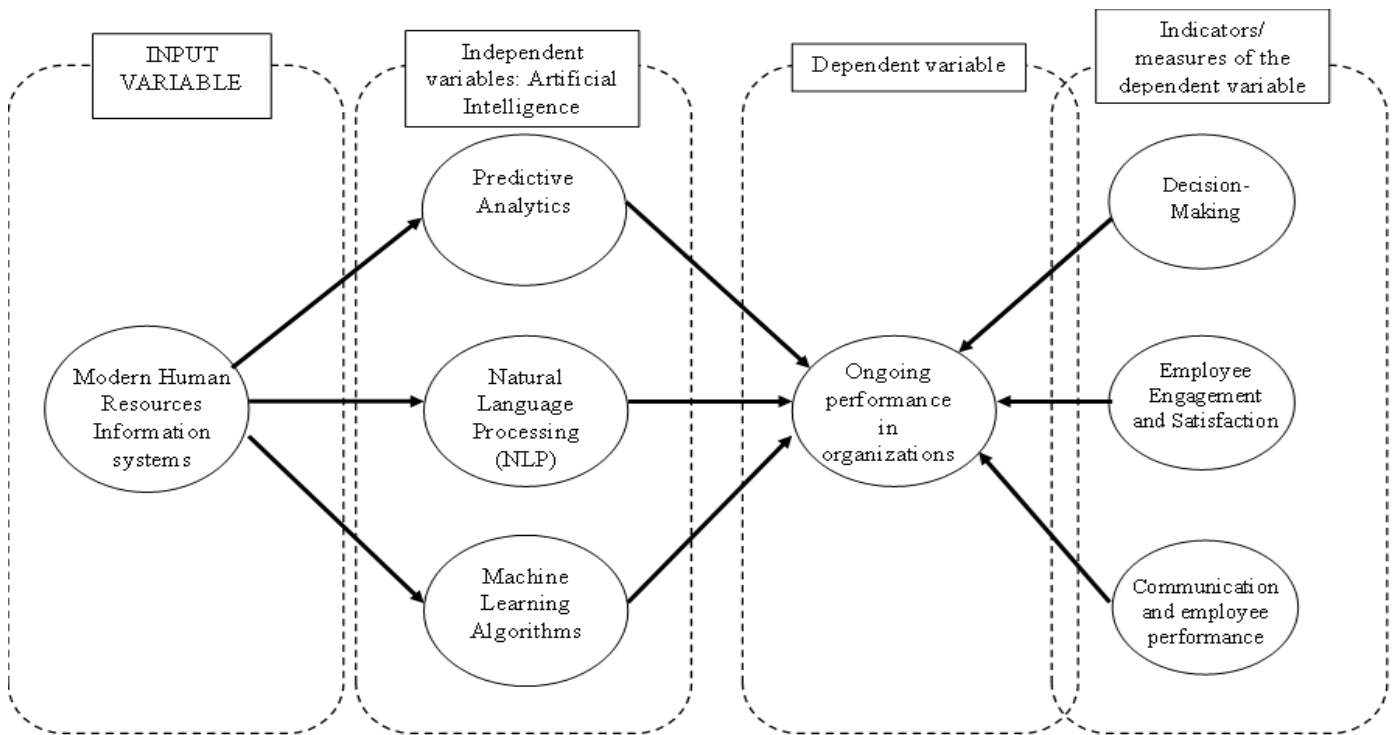 INPUT
VARIABLE
Independent
variables: Artificial
Intelligence
Dependent variable
Indicators/
measures of the
dependent variable
Predictive
Analytics
Decision-
Making
Modern Human
Resources
Information
systems
Natural
Language
Processing
(NLP)
Ongoing
performance
in
organizations
Employee
Engagement
and Satisfaction
Machine
Learning
Algorithms
Communication
and employee
performance